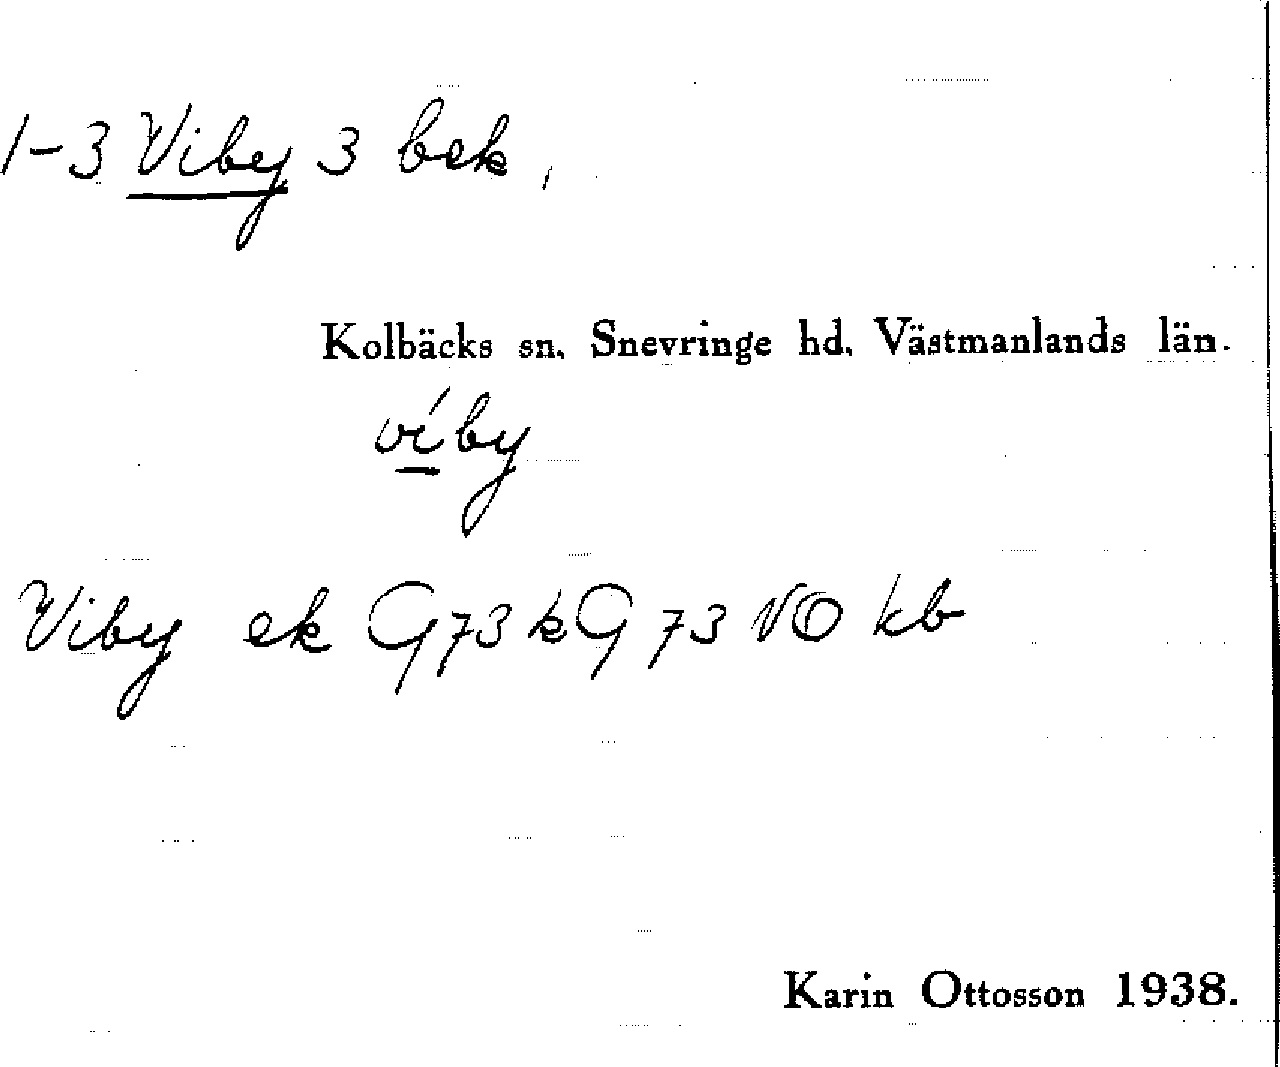 1-3 Viby 3 bek,
Kolbäcks sn. Snevringe hd. Västmanlands län.
víby
Viby ek G73 kG 73 NO kb
Karin Ottosson 1938.